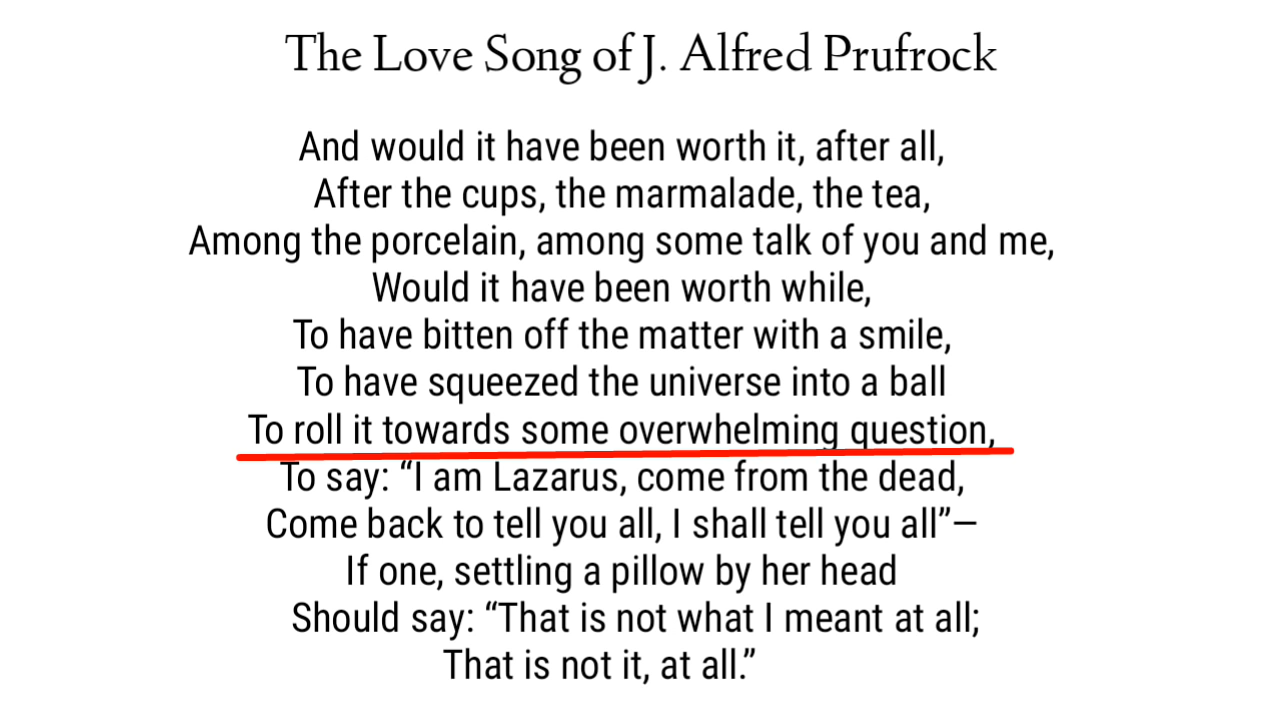 The Love Song of J. Alfred Prufrock
And would it have been worth it, after all,
After the cups, the marmalade, the tea,
Among the porcelain, among some talk of you and me,
Would it have been worth while,
To have bitten off the matter with a smile,
To have squeezed the universe into a ball
To roll it towards some overwhelming question,
To say: “I am Lazarus, come from the dead,
Come back to tell you all, I shall tell you all”—
If one, settling a pillow by her head
Should say: “That is not what I meant at all;
That is not it, at all.”